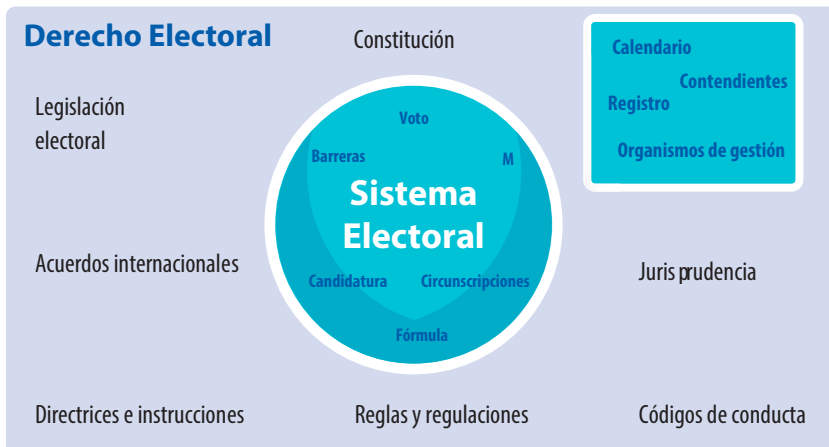 Derecho Electoral
Constitución
Calendario
Contendientes
Registro
Organismos de gestión
Legislación
electoral
Voto
Barreras
M
Sistema
Electoral
Candidatura
Circunscripciones
Fórmula
Acuerdos internacionales
Juris prudencia
Directrices e instrucciones
Reglas y regulaciones
Códigos de conducta